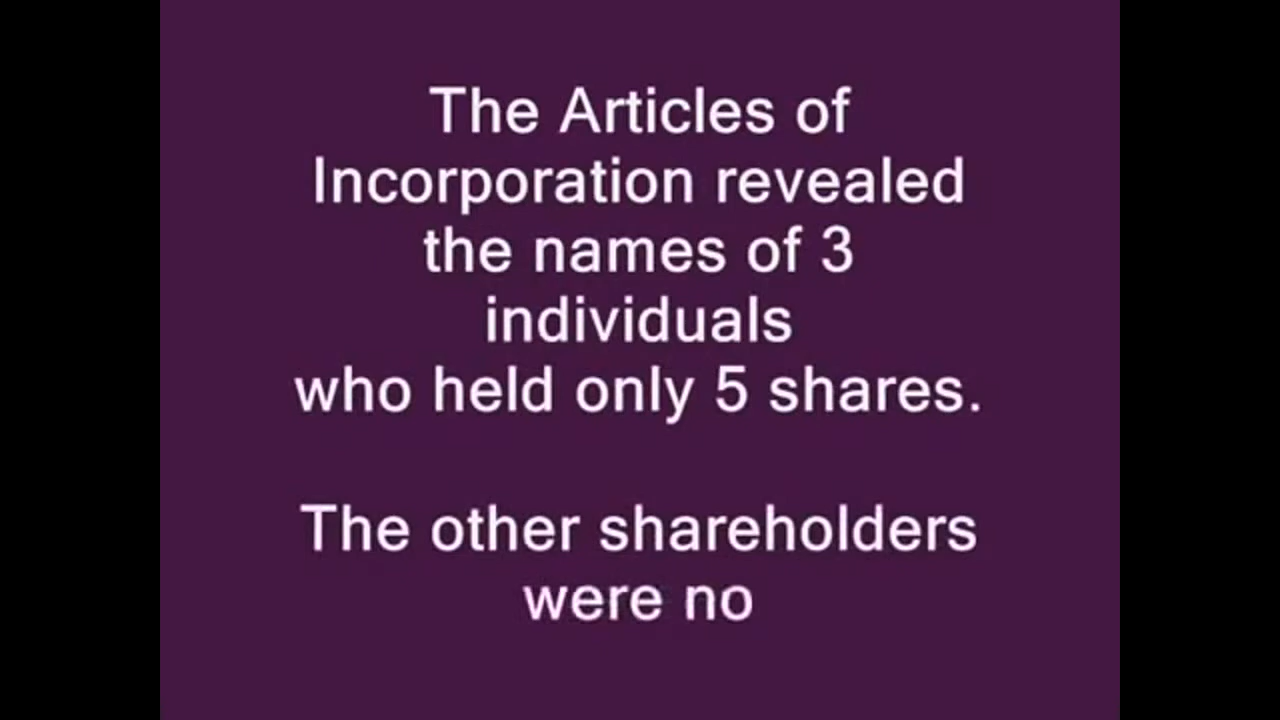 The Articles of
Incorporation revealed
the names of 3
individuals
who held only 5 shares.
The other shareholders
were no